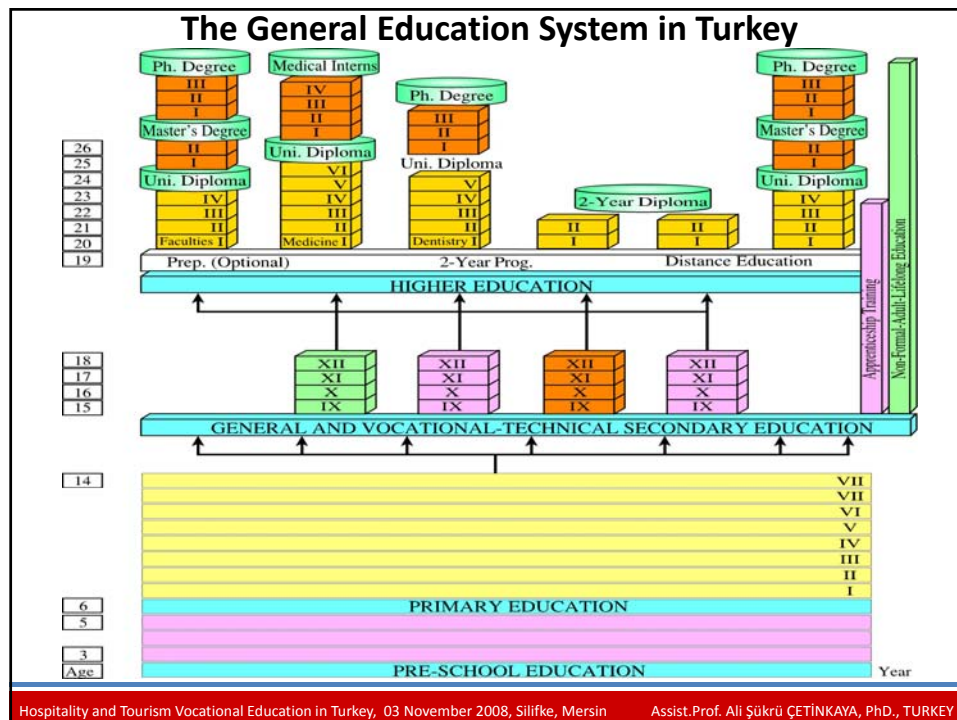 The General Education System in Turkey
Ph. Degree Medical Interns Ph. Degree
III IV Ph. Degree III
II III III II
I II II I
Master's Degree I I Master's Degree
26 II Uni. Diploma Uni. Diploma II
25 I VI I
24 Uni. Diploma V V 2-Year Diploma Uni. Diploma
23 IV IV IV IV
22 III III III III
21 II II II II II II
20 Faculties I Medicine I Dentistry I I I I
19 Prep. (Optional) 2-Year Prog. Distance Education
HIGHER EDUCATION
Apprenticeship Training
Non-Formal-Adult-Lifelong Education
18 XII XII XII XII
17 XI XI XI XI
16 X X X X
15 IX IX IX IX
GENERAL AND VOCATIONAL-TECHNICAL SECONDARY EDUCATION
14 VII
VII
VI
V
IV
III
II
I
6 PRIMARY EDUCATION
5
3
Age PRE-SCHOOL EDUCATION Year
Hospitality and Tourism Vocational Education in Turkey, 03 November 2008, Silifke, Mersin Assist.Prof. Ali Şükrü ÇETİNKAYA, PhD., TURKEY